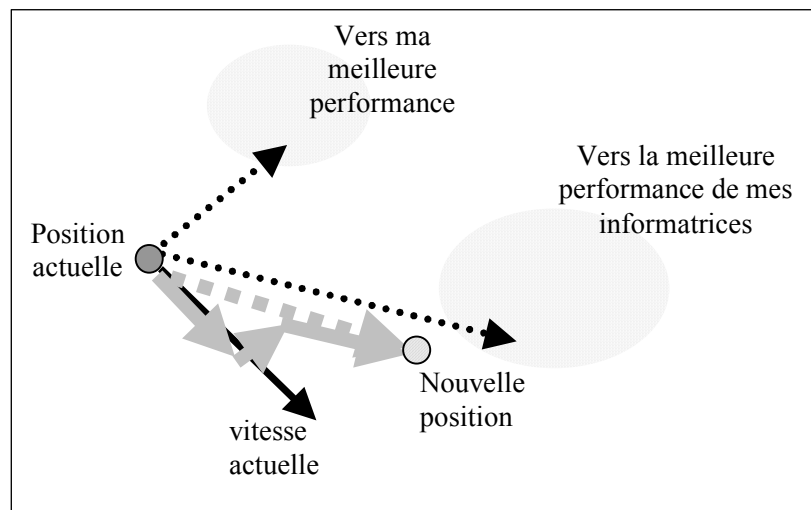 Vers ma
meilleure
performance
Vers la meilleure
performance de mes
informatrices
Position
actuelle
Nouvelle
position
vitesse
actuelle